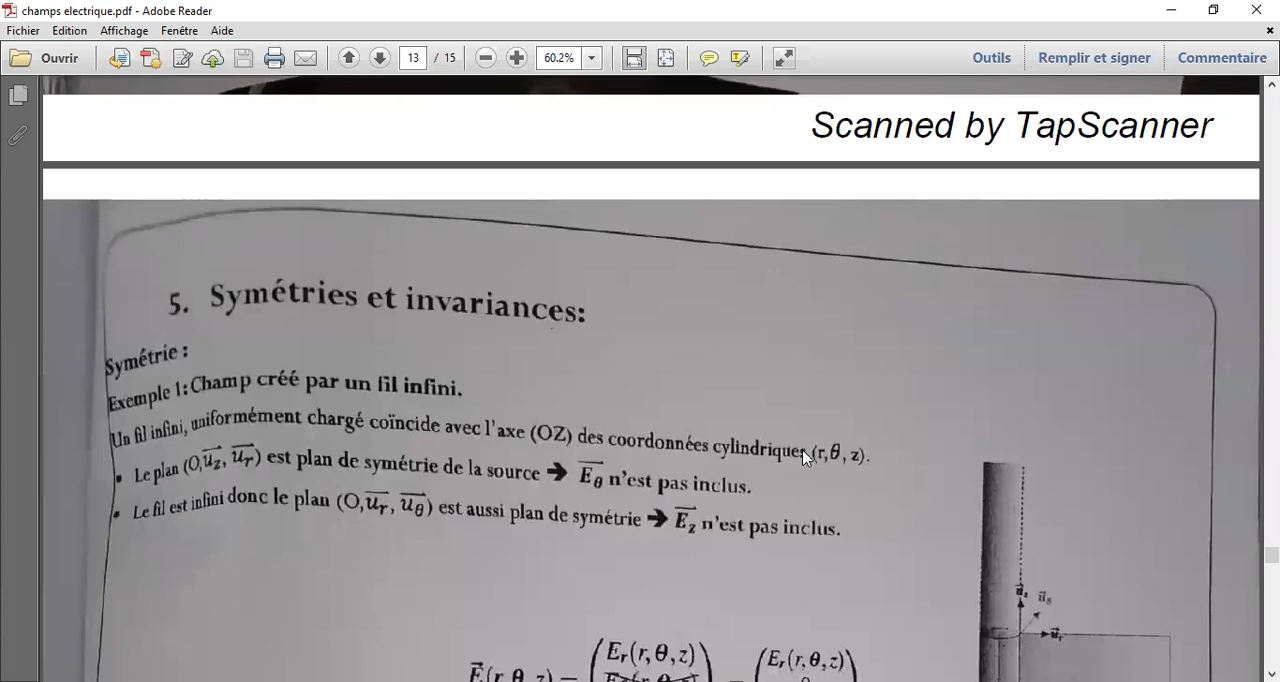 champs electrique.pdf - Adobe Reader
Fichier Edition Affichage Fenêtre Aide
Ouvrir 13 / 15 60.2% Outils Remplir et signer Commentaire
Scanned by TapScanner
5. Symétries et invariances:
Symétrie :
Exemple 1: Champ créé par un fil infini.
Un fil infini, uniformément chargé coïncide avec l'axe (OZ) des coordonnées cylindriques (r,θ, z).
• Le plan (O,u⃗z, u⃗r) est plan de symétrie de la source ➔ E⃗θ n'est pas inclus.
• Le fil est infini donc le plan (O,u⃗r, u⃗θ) est aussi plan de symétrie ➔ E⃗z n'est pas inclus.
u⃗z u⃗θ
u⃗r
E⃗(r, θ, z) = (Er(r, θ, z)) = (Er(r, θ, z))